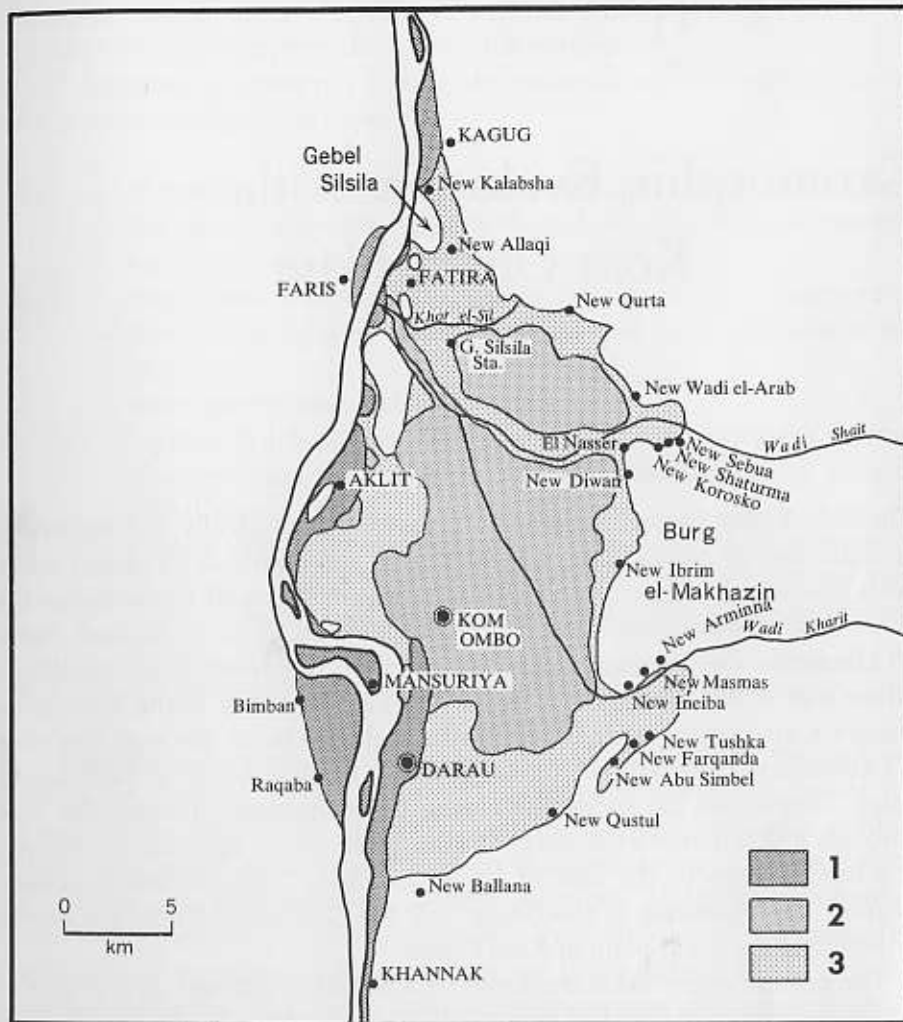 KAGUG
Gebel
Silsila
New Kalabsha
New Allaqi
FARIS
FATIRA
New Qurta
Khor el-Sil
G. Silsila
Sta.
New Wadi el-Arab
El Nasser
New Sebua
Wadi Shait
New Shaturma
New Korosko
New Diwan
AKLIT
Burg
New Ibrim
el-Makhazin
New Arminna
Wadi Kharit
KOM
OMBO
New Masmas
MANSURIYA
New Ineiba
Bimban
New Tushka
New Farqanda
DARAU
New Abu Simbel
Raqaba
New Qustul
1
New Ballana
0 5
km
2
3
KHANNAK